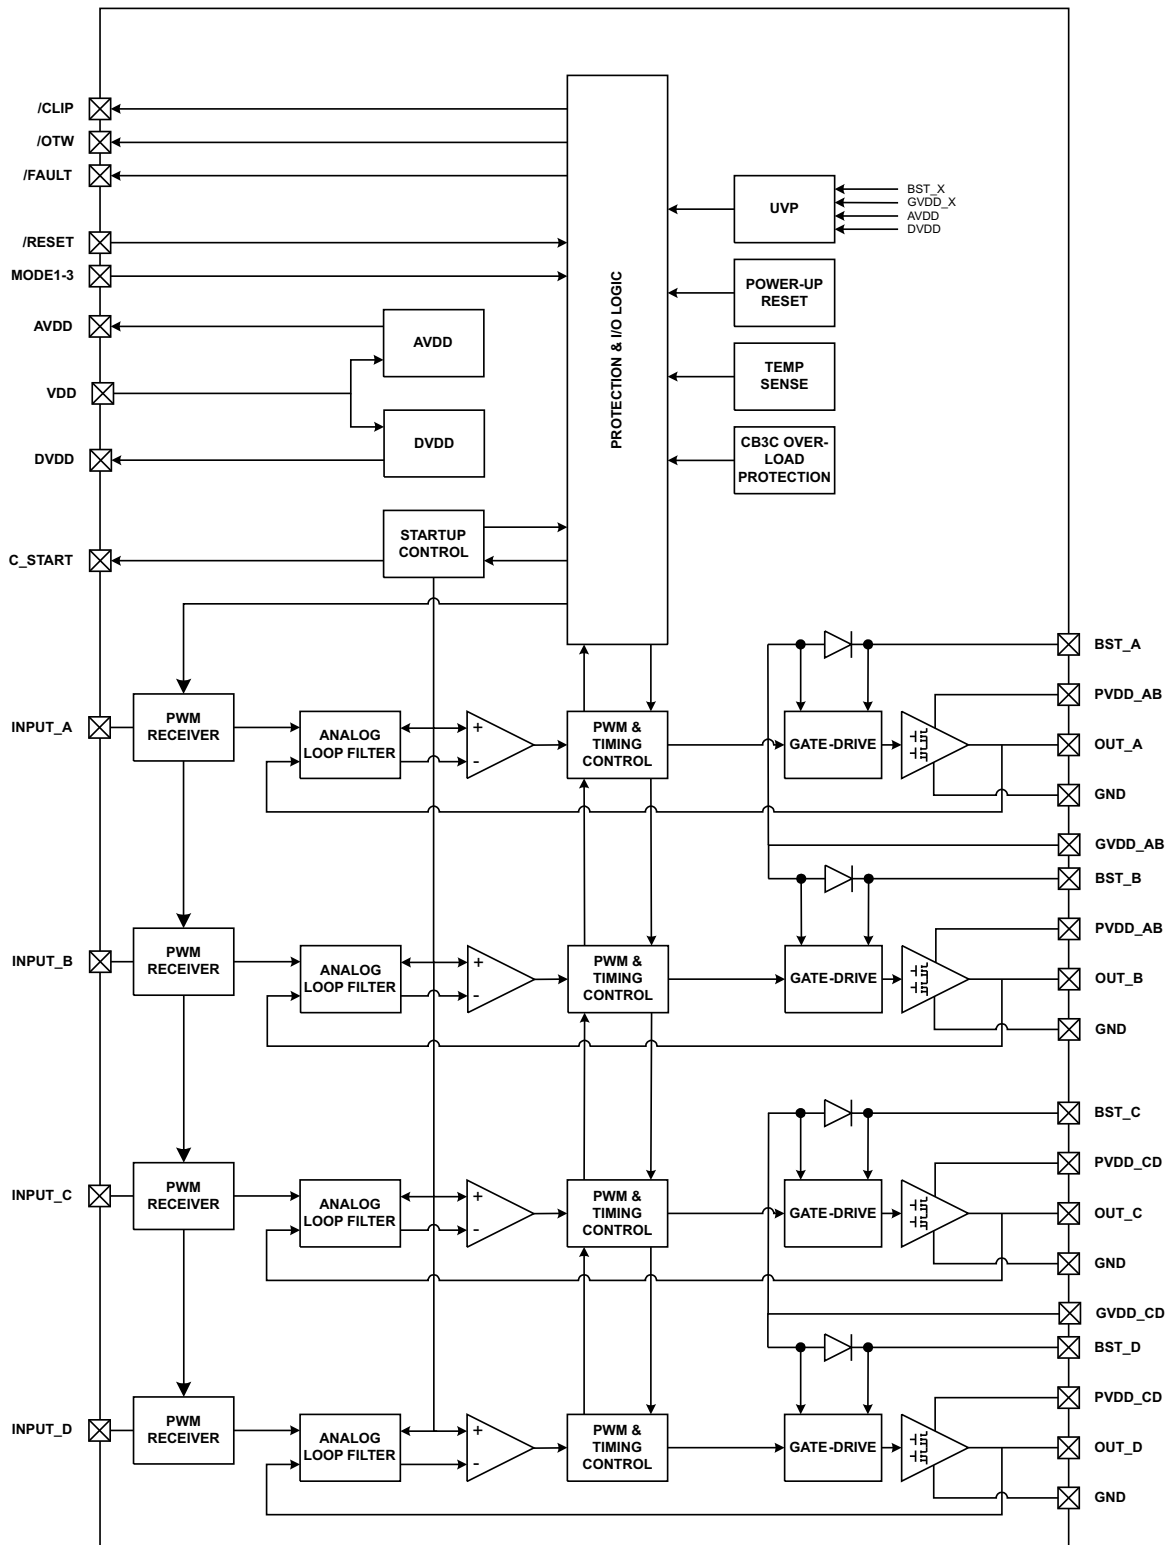 /CLIP
/OTW
/FAULT
/RESET
MODE1-3
AVDD
VDD
DVDD
C_START
AVDD
DVDD
STARTUP
CONTROL
PROTECTION & I/O LOGIC
UVP
BST_X
GVDD_X
AVDD
DVDD
POWER-UP
RESET
TEMP
SENSE
CB3C OVER-
LOAD
PROTECTION
INPUT_A
PWM
RECEIVER
ANALOG
LOOP FILTER
+
-
PWM &
TIMING
CONTROL
GATE-DRIVE
BST_A
PVDD_AB
OUT_A
GND
GVDD_AB
BST_B
INPUT_B
PWM
RECEIVER
ANALOG
LOOP FILTER
+
-
PWM &
TIMING
CONTROL
GATE-DRIVE
PVDD_AB
OUT_B
GND
BST_C
INPUT_C
PWM
RECEIVER
ANALOG
LOOP FILTER
+
-
PWM &
TIMING
CONTROL
GATE-DRIVE
PVDD_CD
OUT_C
GND
GVDD_CD
BST_D
INPUT_D
PWM
RECEIVER
ANALOG
LOOP FILTER
+
-
PWM &
TIMING
CONTROL
GATE-DRIVE
PVDD_CD
OUT_D
GND